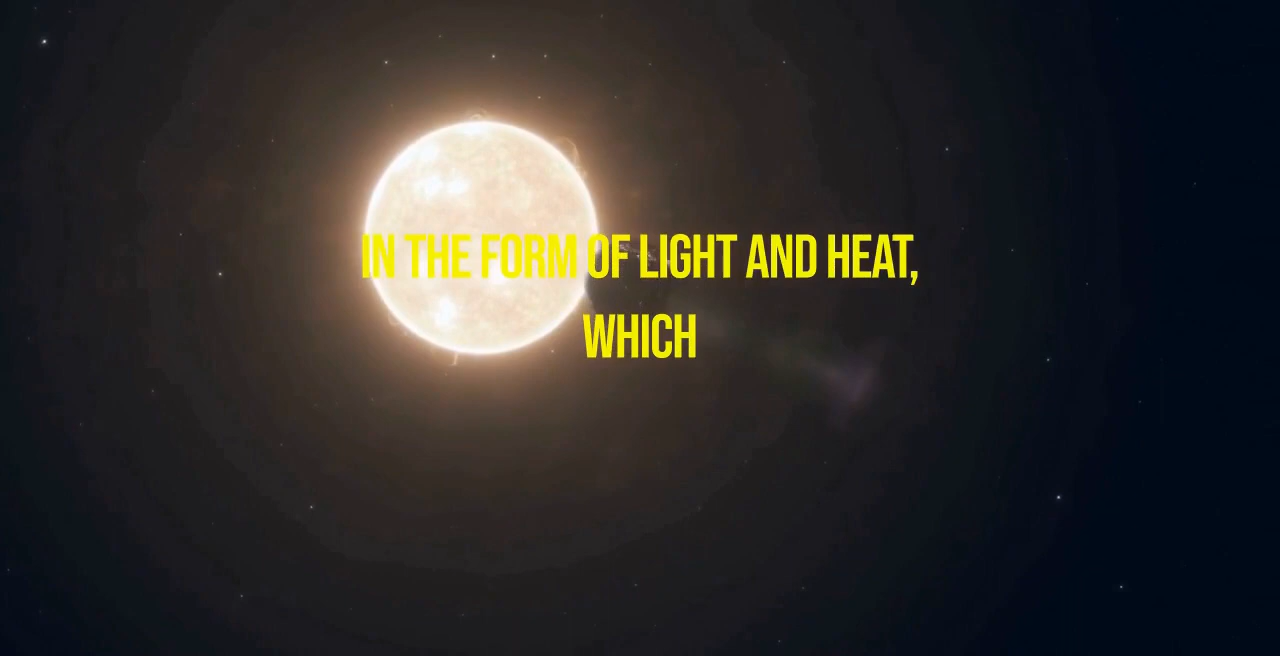 IN THE FORM OF LIGHT AND HEAT,
WHICH